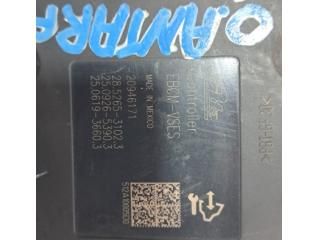 O.ANTARA
Controller
EBCM-VSES
20946171
MADE IN MEXICO
28.5265-3102.3
25.0926-5390.3
25.0619-3660.3